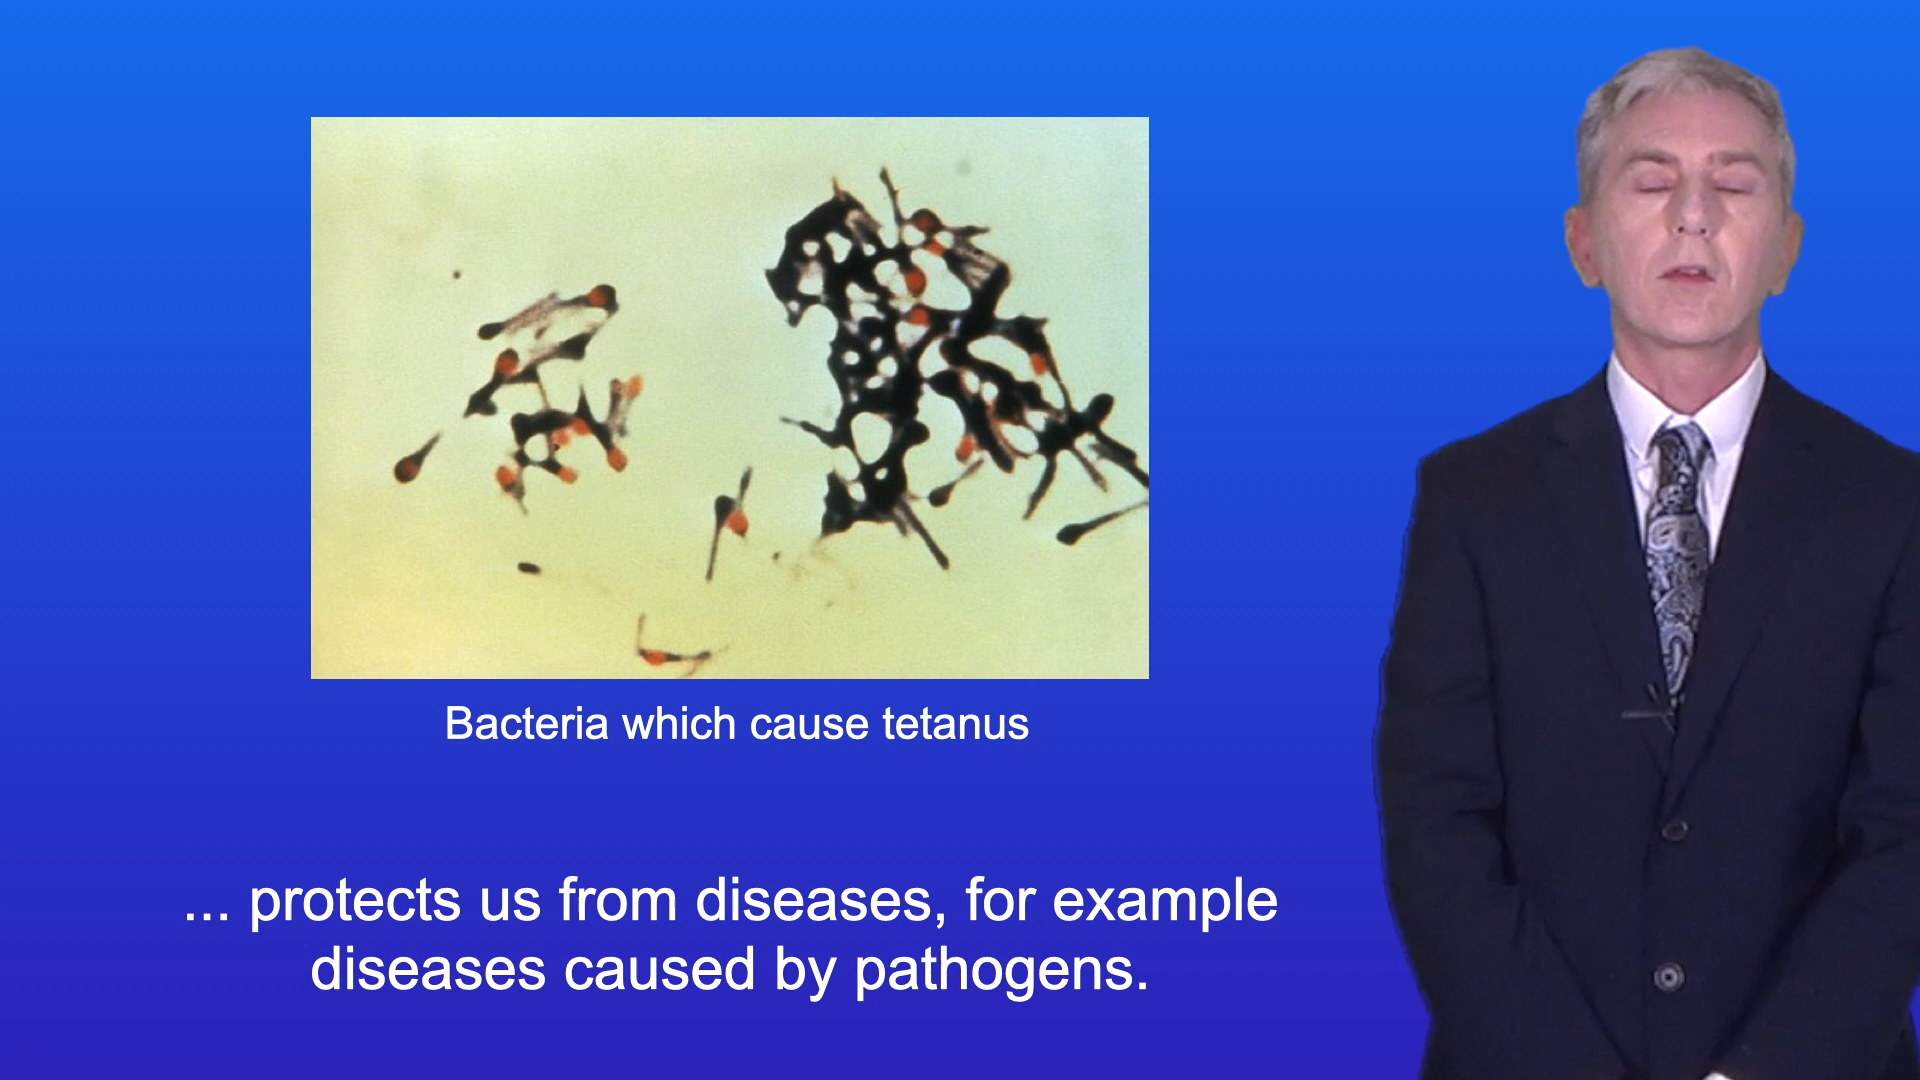 Bacteria which cause tetanus
... protects us from diseases, for example
diseases caused by pathogens.